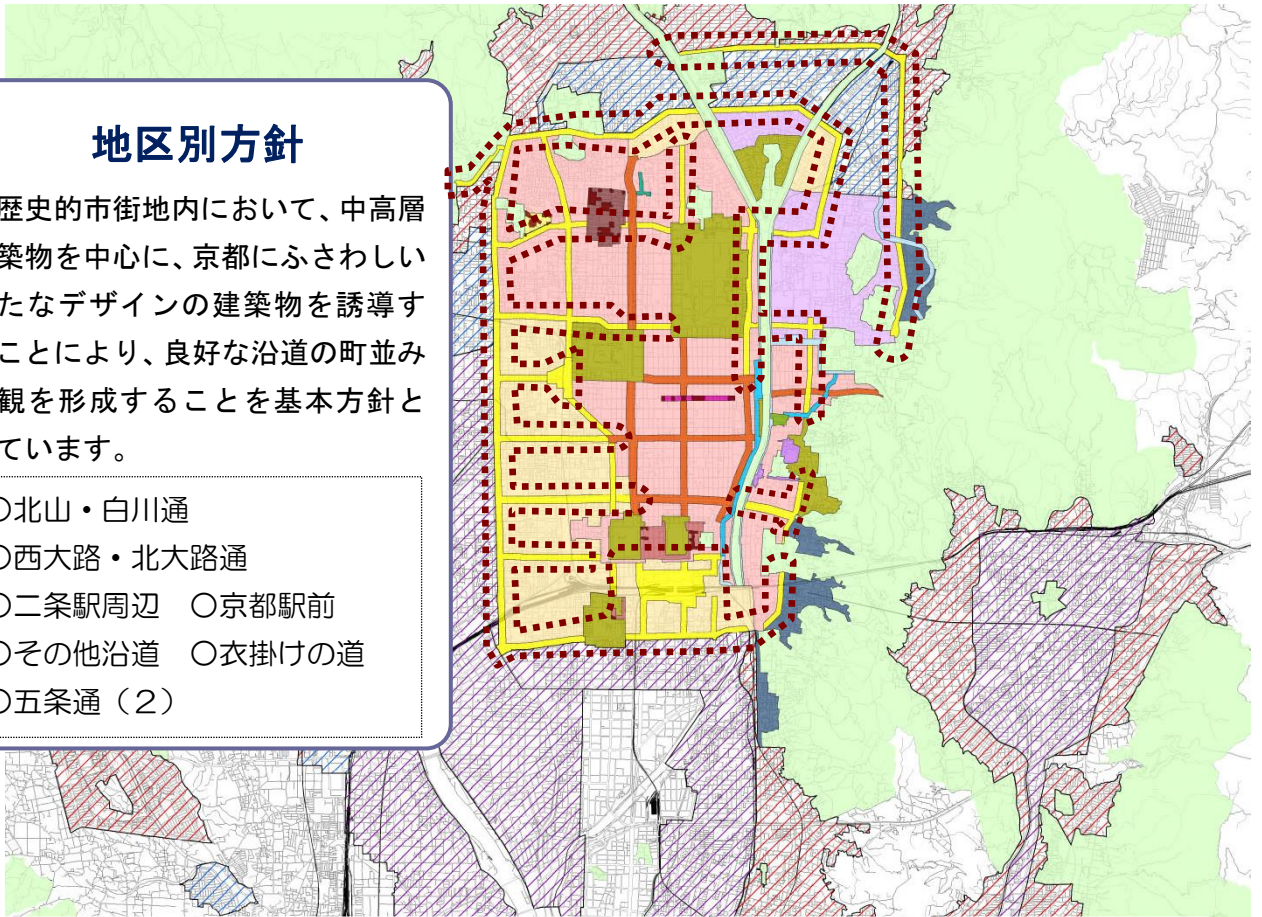 地区別方針
歴史的市街地内において、中高層
築物を中心に、京都にふさわしい
たなデザインの建築物を誘導す
ことにより、良好な沿道の町並み
観を形成することを基本方針と
ています。
〇北山・白川通
〇西大路・北大路通
〇二条駅周辺　〇京都駅前
〇その他沿道　〇衣掛けの道
〇五条通（２）